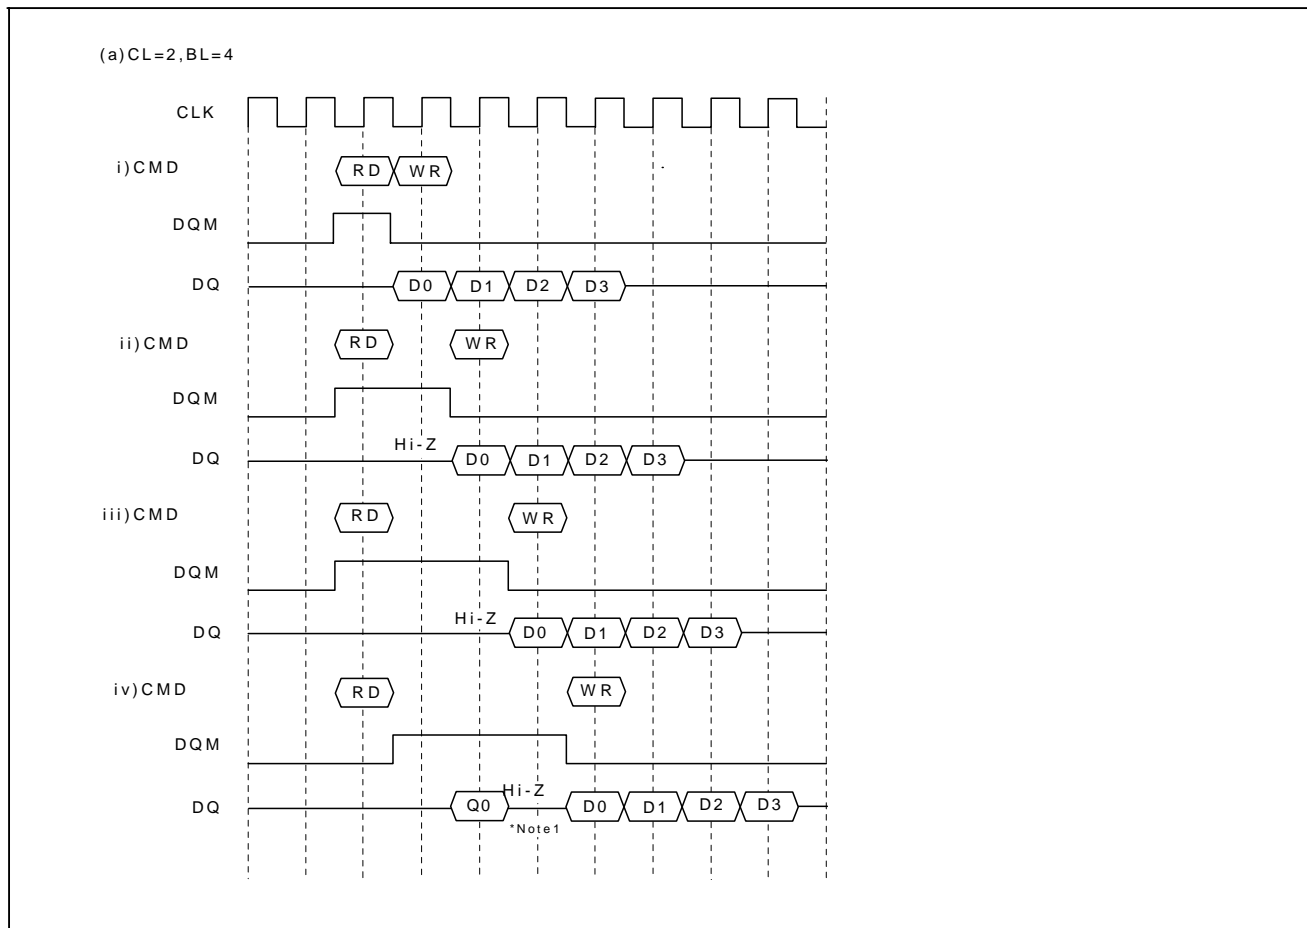 (a)CL=2,BL=4
CLK
i)CMD RD WR
DQM
DQ D0 D1 D2 D3
ii)CMD RD WR
DQM
Hi-Z
DQ D0 D1 D2 D3
iii)CMD RD WR
DQM
Hi-Z
DQ D0 D1 D2 D3
iv)CMD RD WR
DQM
Hi-Z
DQ Q0 D0 D1 D2 D3
*Note1